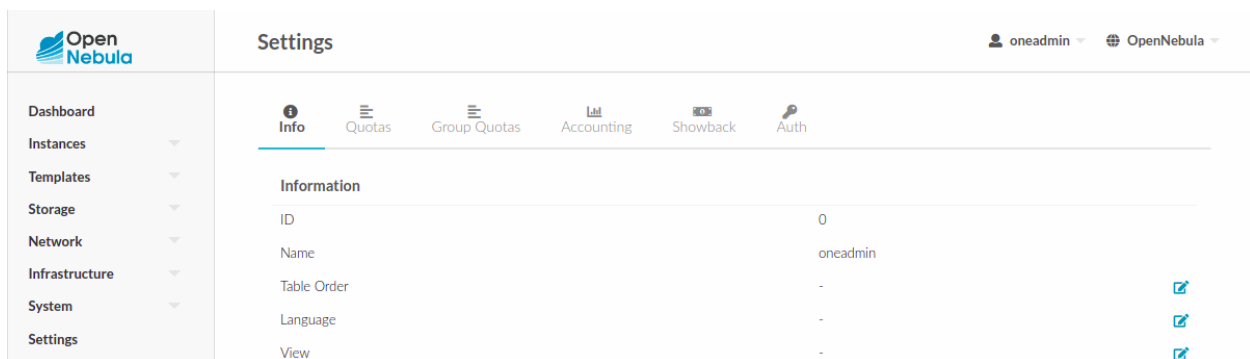 Open
Nebula
Settings
oneadmin
OpenNebula
Dashboard
Instances
Templates
Storage
Network
Infrastructure
System
Settings
Info
Quotas
Group Quotas
Accounting
Showback
Auth
Information
ID 0
Name oneadmin
Table Order -
Language -
View -